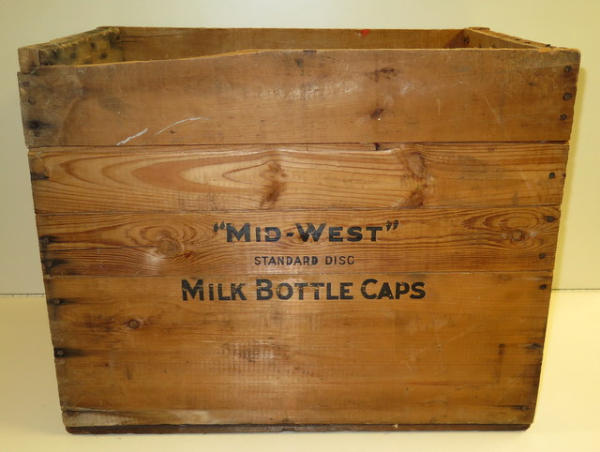 "MID-WEST"
STANDARD DISC
MILK BOTTLE CAPS